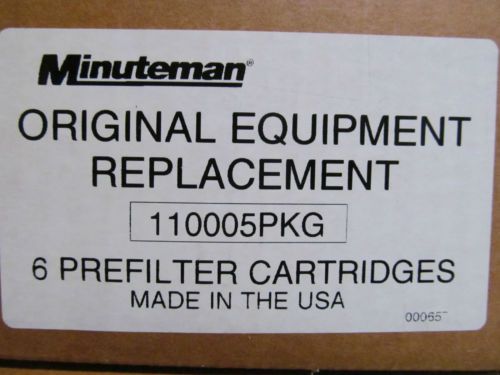 Minuteman®
ORIGINAL EQUIPMENT
REPLACEMENT
110005PKG
6 PREFILTER CARTRIDGES
MADE IN THE USA